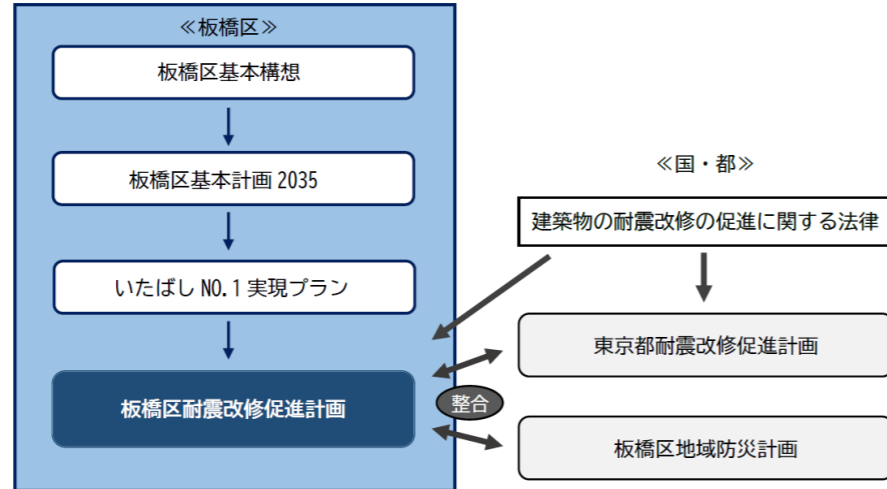 ≪板橋区≫
板橋区基本構想
板橋区基本計画 2035
いたばし NO.1 実現プラン
板橋区耐震改修促進計画
整合
≪国・都≫
建築物の耐震改修の促進に関する法律
東京都耐震改修促進計画
板橋区地域防災計画